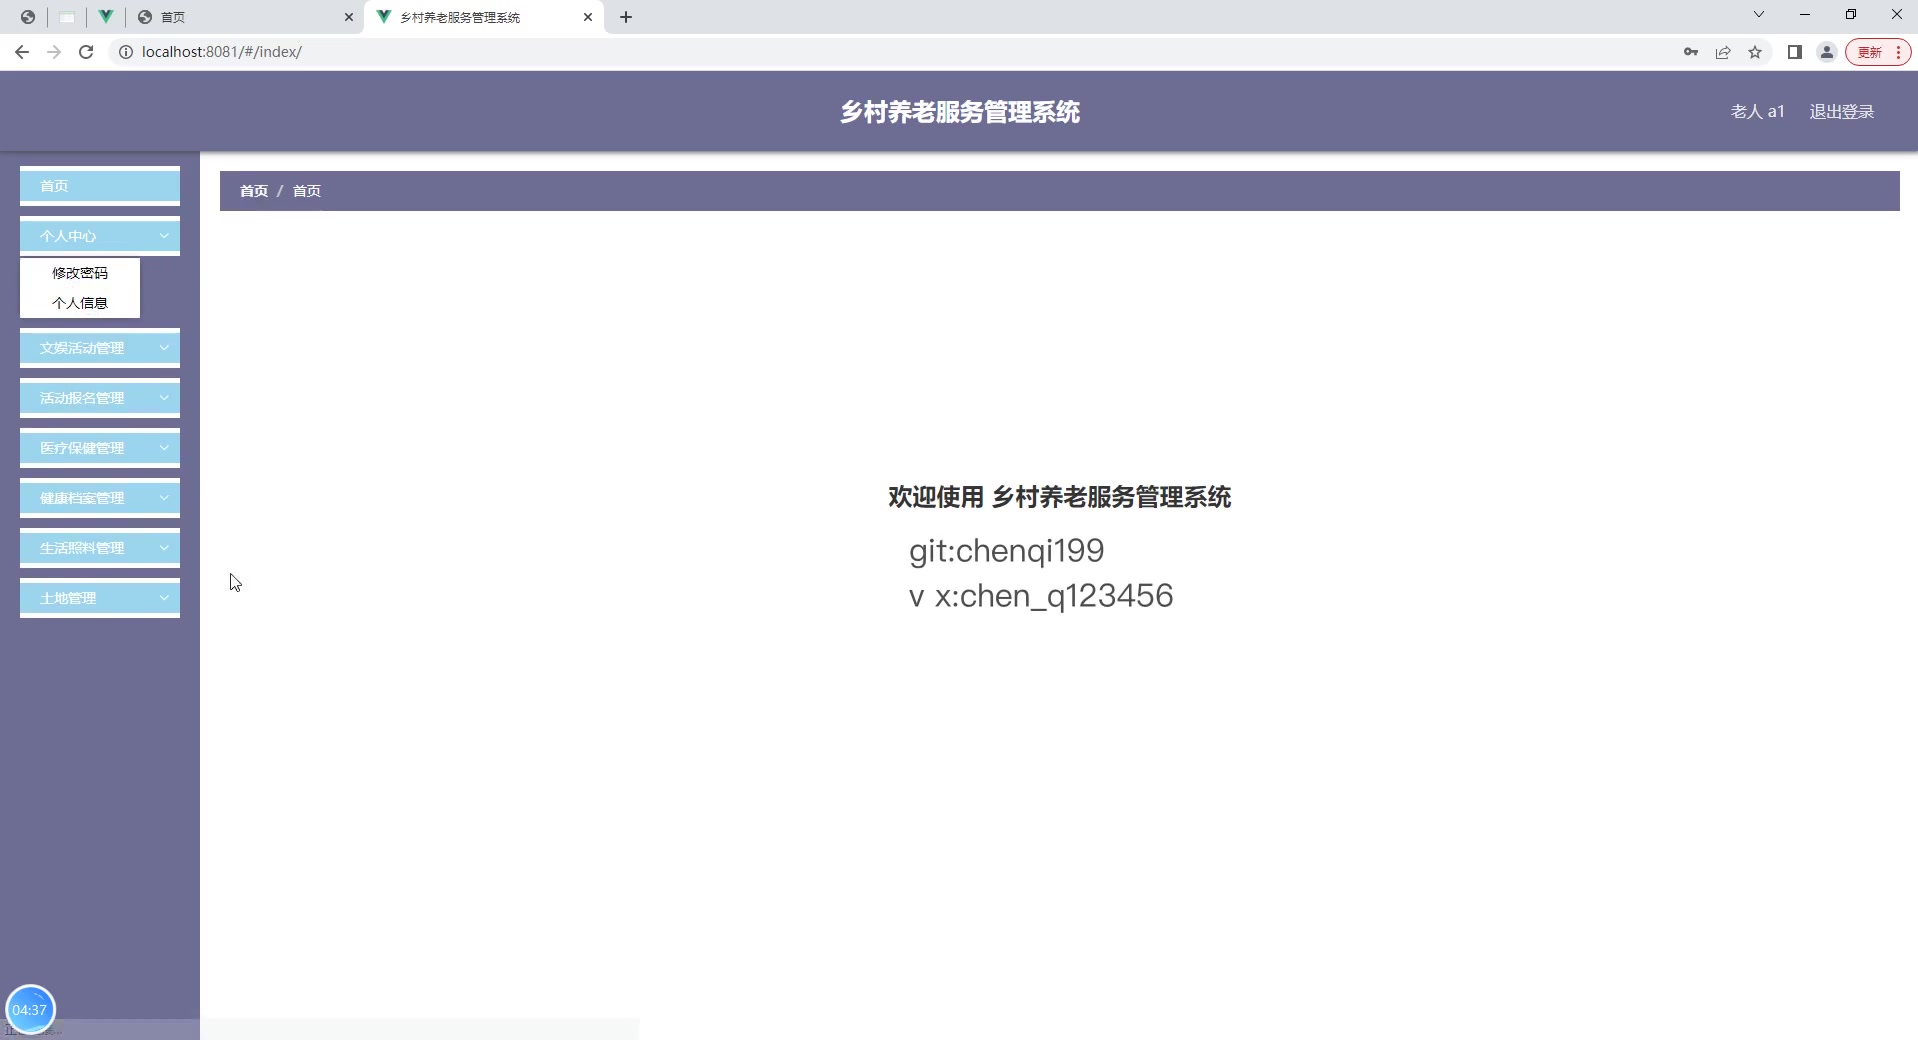 首页
乡村养老服务管理系统
localhost:8081/#/index/
更新
乡村养老服务管理系统
老人 a1
退出登录
首页
个人中心
修改密码
个人信息
文娱活动管理
活动报名管理
医疗保健管理
健康档案管理
生活照料管理
土地管理
首页 / 首页
欢迎使用 乡村养老服务管理系统
git:chenqi199
v x:chen_q123456
04:37